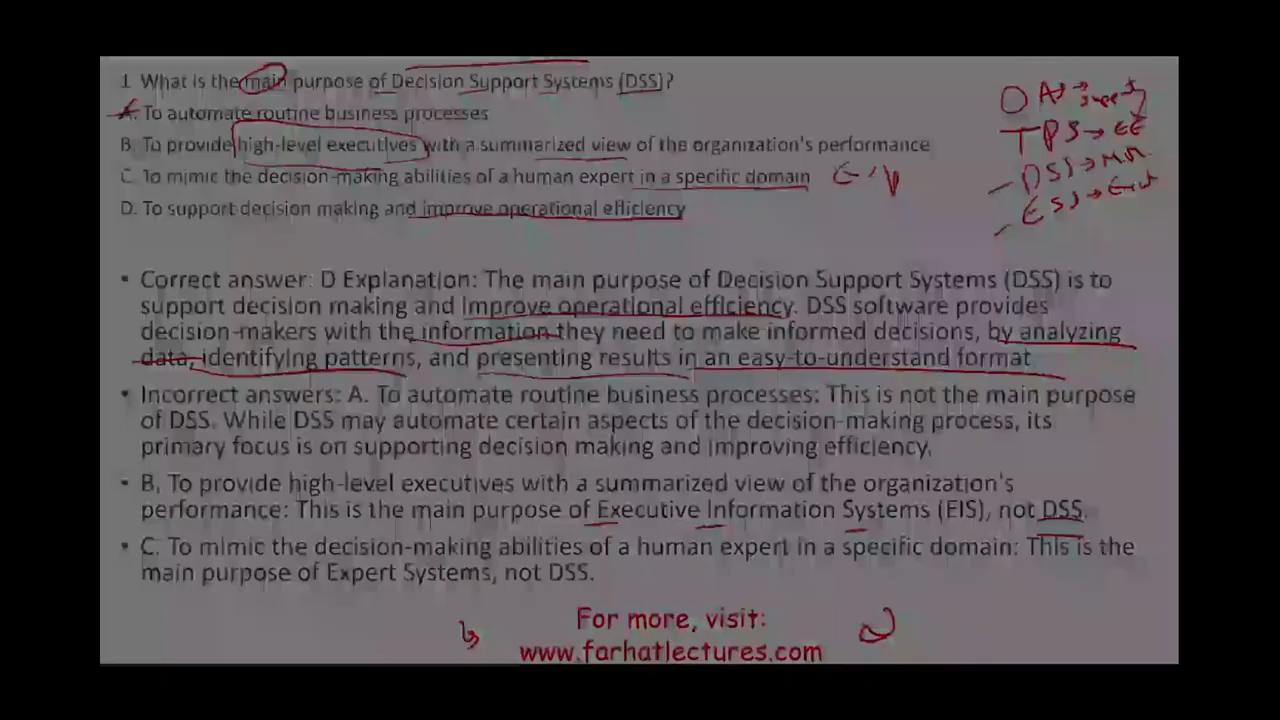 1 What is the main purpose of Decision Support Systems (DSS)?
A. To automate routine business processes
B. To provide high-level executives with a summarized view of the organization's performance
C. To mimic the decision-making abilities of a human expert in a specific domain
D. To support decision making and improve operational efficiency
TPS → EE
DSS → MM
• Correct answer: D Explanation: The main purpose of Decision Support Systems (DSS) is to
support decision making and improve operational efficiency. DSS software provides
decision-makers with the information they need to make informed decisions, by analyzing
data, identifying patterns, and presenting results in an easy-to-understand format
• Incorrect answers: A. To automate routine business processes: This is not the main purpose
of DSS. While DSS may automate certain aspects of the decision-making process, its
primary focus is on supporting decision making and improving efficiency.
• B. To provide high-level executives with a summarized view of the organization's
performance: This is the main purpose of Executive Information Systems (EIS), not DSS.
• C. To mimic the decision-making abilities of a human expert in a specific domain: This is the
main purpose of Expert Systems, not DSS.
For more, visit:
www.farhatlectures.com